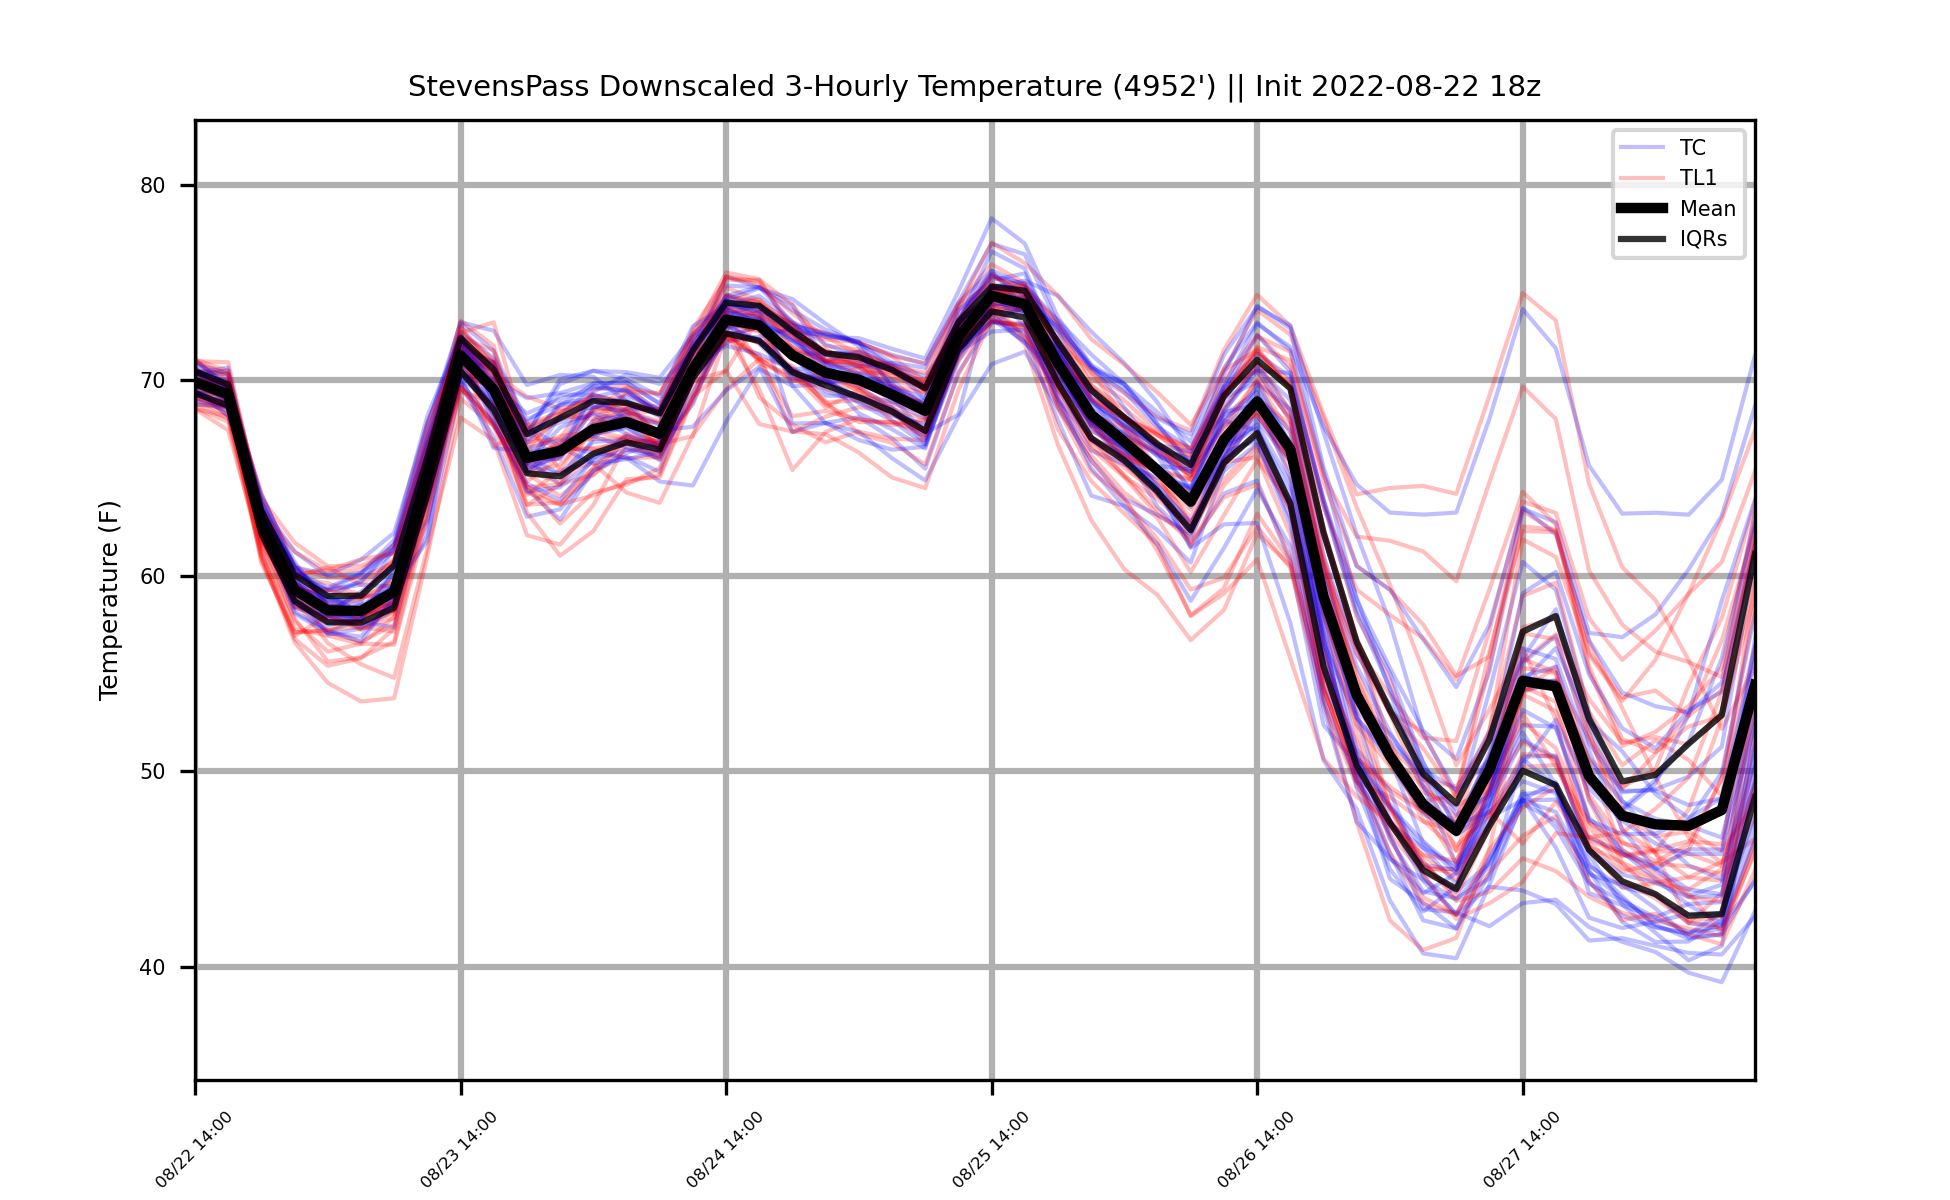 StevensPass Downscaled 3-Hourly Temperature (4952') || Init 2022-08-22 18z
TC
TL1
Mean
IQRs
Temperature (F)
80
70
60
50
40
08/22 14:00
08/23 14:00
08/24 14:00
08/25 14:00
08/26 14:00
08/27 14:00